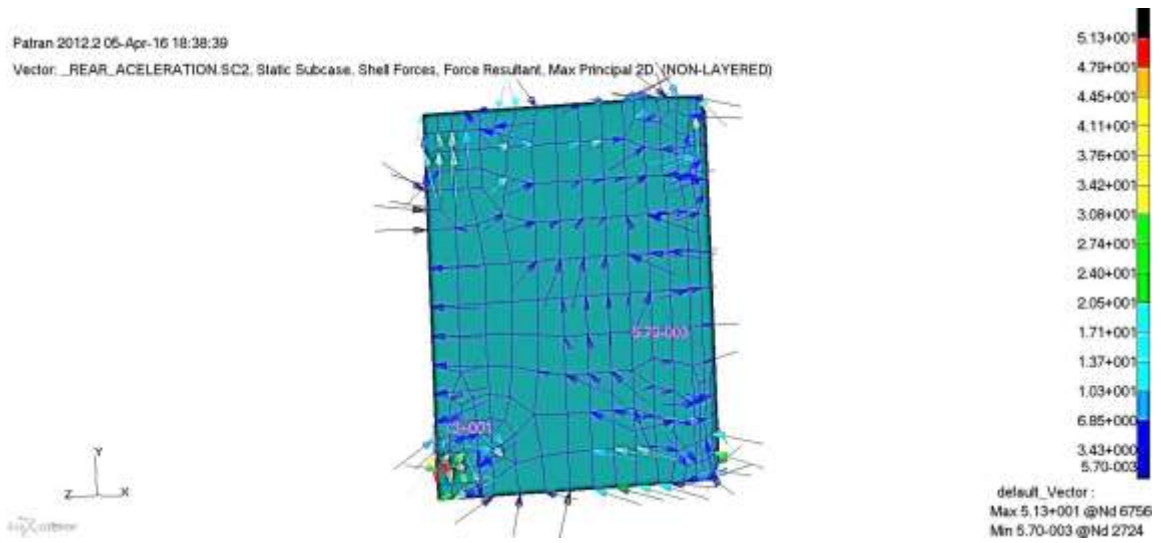 Patran 2012.2 05-Apr-16 18:38:39
Vector: _REAR_ACELERATION.SC2, Static Subcase, Shell Forces, Force Resultant, Max Principal 2D, (NON-LAYERED)
5.13+001
4.79+001
4.45+001
4.11+001
3.76+001
3.42+001
3.08+001
2.74+001
2.40+001
2.05+001
1.71+001
1.37+001
1.03+001
6.85+000
3.43+000
5.70-003
5.70-003
3+001
Y
Z
X
default_Vector :
Max 5.13+001 @Nd 6756
Min 5.70-003 @Nd 2724